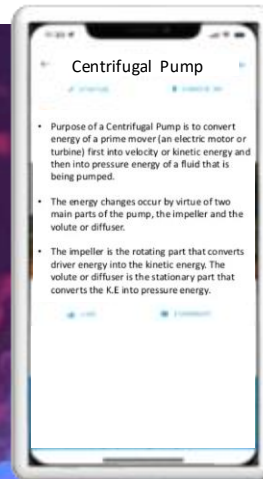 Centrifugal Pump
• Purpose of a Centrifugal Pump is to convert
energy of a prime mover (an electric motor or
turbine) first into velocity or kinetic energy and
then into pressure energy of a fluid that is
being pumped.
• The energy changes occur by virtue of two
main parts of the pump, the impeller and the
volute or diffuser.
• The impeller is the rotating part that converts
driver energy into the kinetic energy. The
volute or diffuser is the stationary part that
converts the K.E into pressure energy.